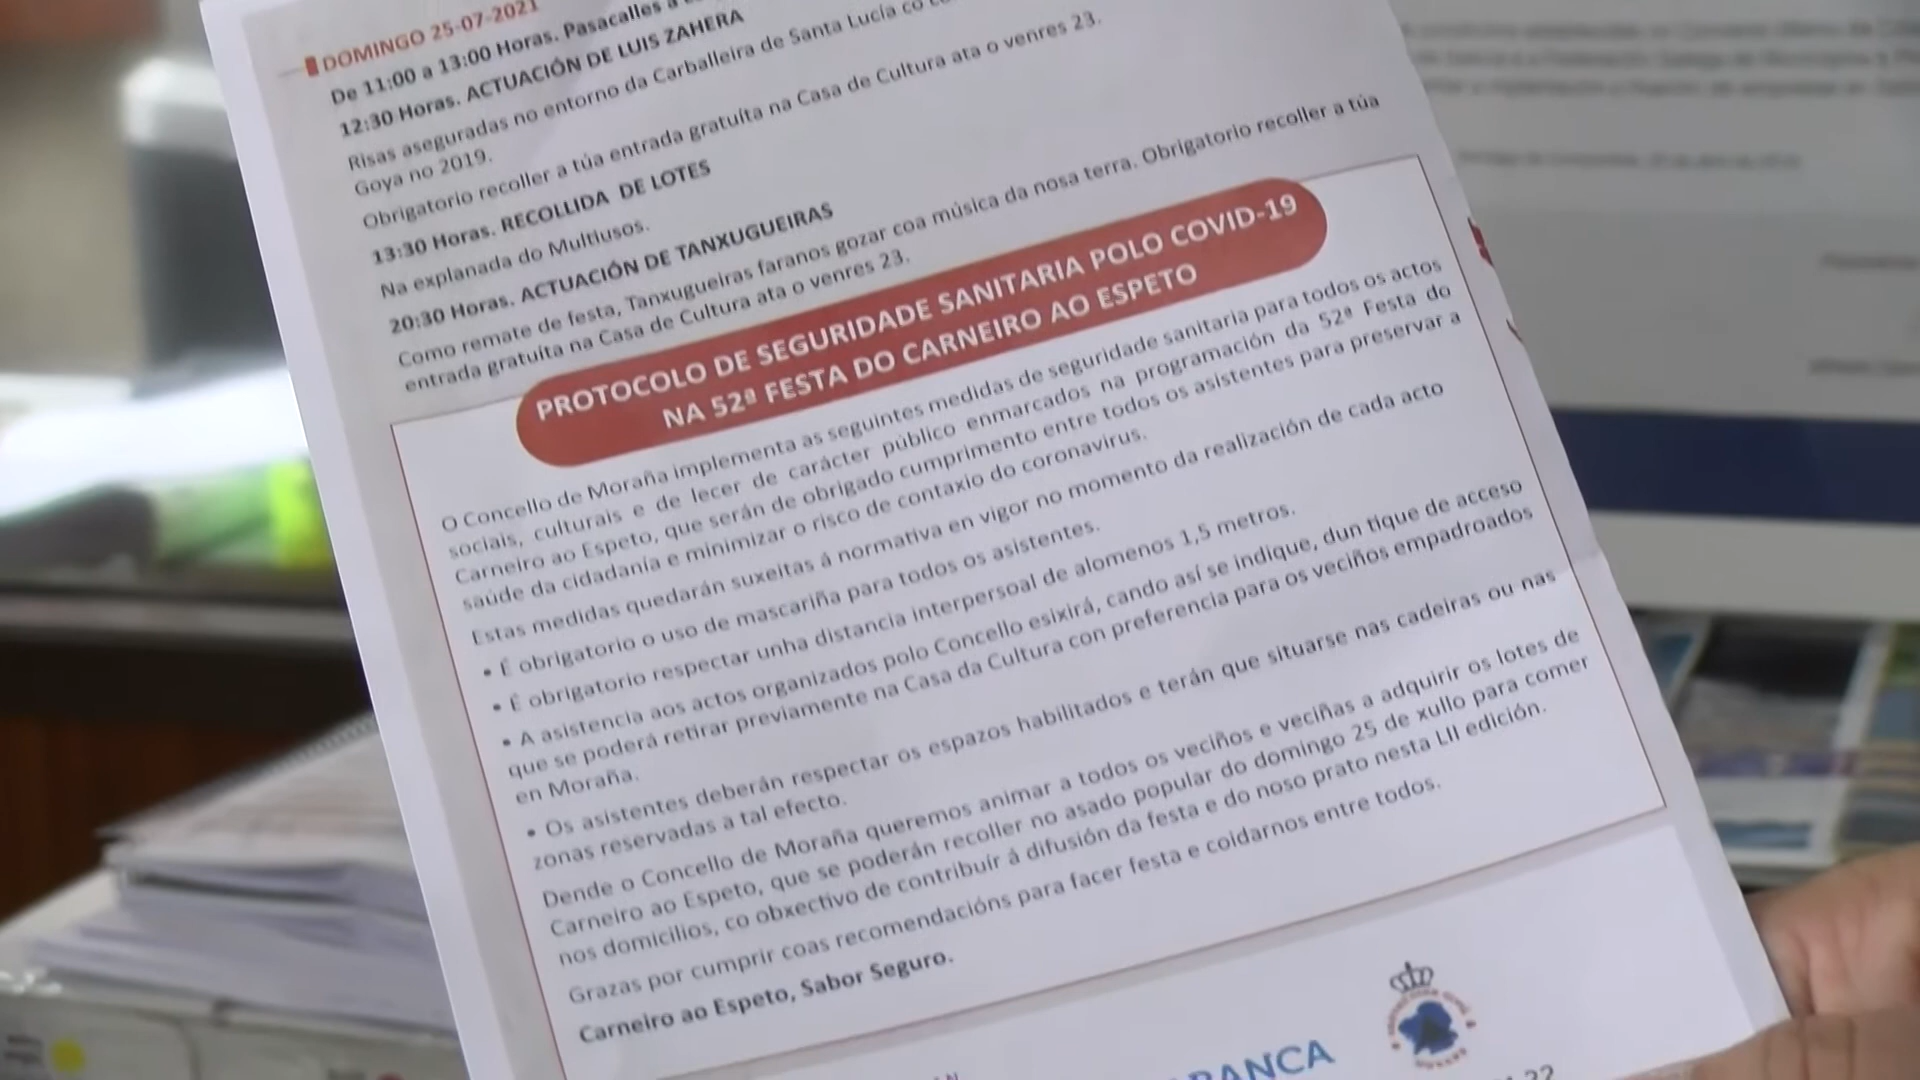 DOMINGO 25-07-2021
De 11:00 a 13:00 Horas. Pasacalles a
12:30 Horas. ACTUACIÓN DE LUIS ZAHERA
Risas aseguradas no entorno da Carballeira de Santa Lucía co
Goya no 2019.
Obrigatorio recoller a túa entrada gratuíta na Casa de Cultura ata o venres 23.
13:30 Horas. RECOLLIDA DE LOTES
Na explanada do Multiusos.
20:30 Horas. ACTUACIÓN DE TANXUGUEIRAS
Como remate de festa, Tanxugueiras faranos gozar coa música da nosa terra. Obrigatorio recoller a túa
entrada gratuíta na Casa de Cultura ata o venres 23.
PROTOCOLO DE SEGURIDADE SANITARIA POLO COVID-19
NA 52ª FESTA DO CARNEIRO AO ESPETO
O Concello de Moraña implementa as seguintes medidas de seguridade sanitaria para todos os actos
sociais, culturais e de lecer de carácter público enmarcados na programación da 52ª Festa do
Carneiro ao Espeto, que serán de obrigado cumprimento entre todos os asistentes para preservar a
saúde da cidadanía e minimizar o risco de contaxio do coronavirus.
Estas medidas quedarán suxeitas á normativa en vigor no momento da realización de cada acto
• É obrigatorio o uso de mascariña para todos os asistentes.
• É obrigatorio respectar unha distancia interpersoal de alomenos 1,5 metros.
• A asistencia aos actos organizados polo Concello esixirá, cando así se indique, dun tique de acceso
que se poderá retirar previamente na Casa da Cultura con preferencia para os veciños empadroados
en Moraña.
• Os asistentes deberán respectar os espazos habilitados e terán que situarse nas cadeiras ou nas
zonas reservadas a tal efecto.
Dende o Concello de Moraña queremos animar a todos os veciños e veciñas a adquirir os lotes de
Carneiro ao Espeto, que se poderán recoller no asado popular do domingo 25 de xullo para comer
nos domicilios, co obxectivo de contribuír á difusión da festa e do noso prato nesta LII edición.
Grazas por cumprir coas recomendacións para facer festa e coidarnos entre todos.
Carneiro ao Espeto, Sabor Seguro.